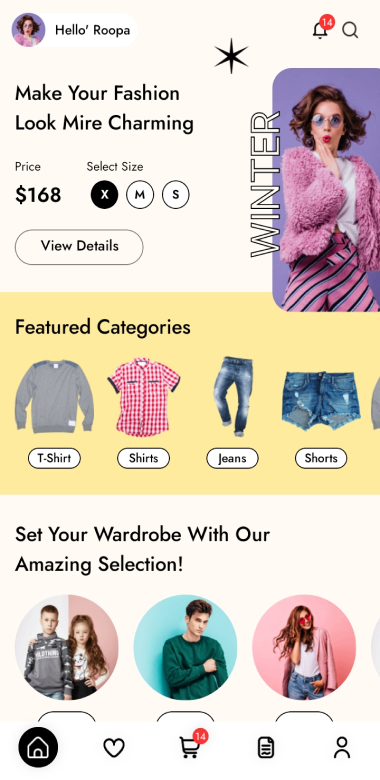 Hello' Roopa
14
Make Your Fashion
Look Mire Charming
Price
Select Size
$168
X
M
S
WINTER
View Details
Featured Categories
T-Shirt
Shirts
Jeans
Shorts
Set Your Wardrobe With Our
Amazing Selection!
14